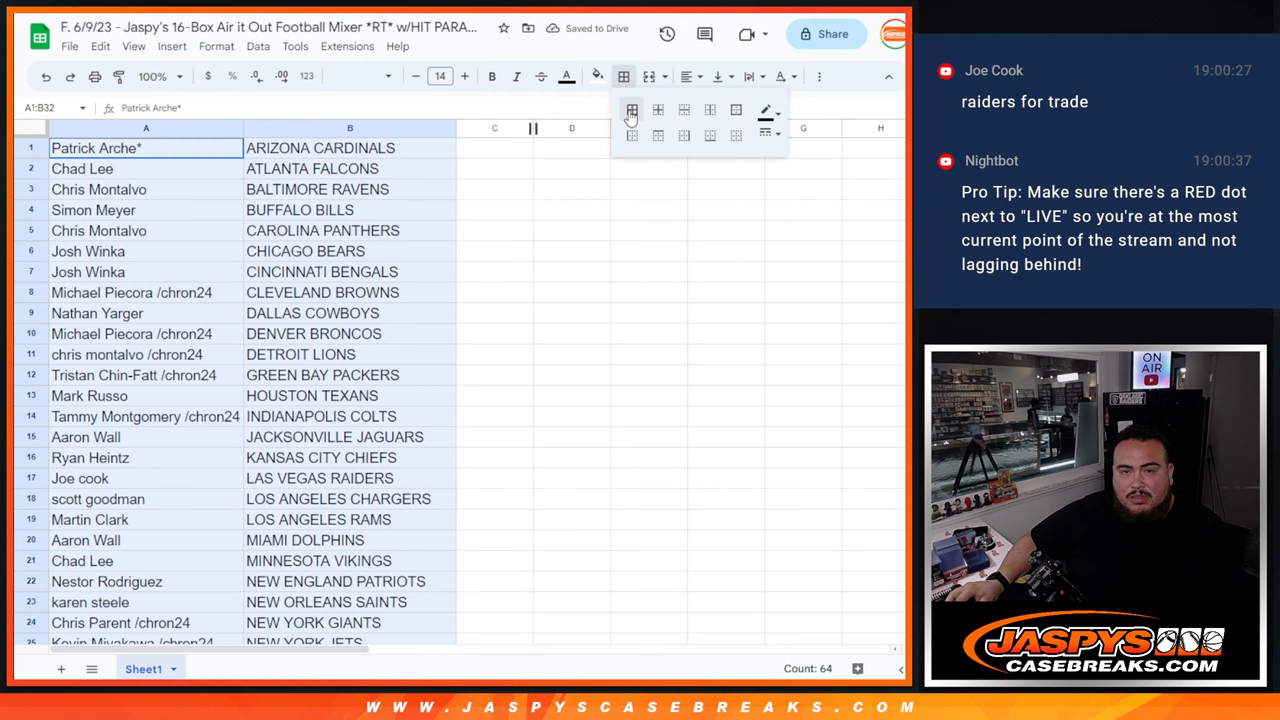 F. 6/9/23 - Jaspy's 16-Box Air it Out Football Mixer *RT* w/HIT PARA...
Saved to Drive
Share
File Edit View Insert Format Data Tools Extensions Help
100% $ % .0 .00 123 14 B I A
A1:B32 fx Patrick Arche*
A B C D G H
1 Patrick Arche* ARIZONA CARDINALS
2 Chad Lee ATLANTA FALCONS
3 Chris Montalvo BALTIMORE RAVENS
4 Simon Meyer BUFFALO BILLS
5 Chris Montalvo CAROLINA PANTHERS
6 Josh Winka CHICAGO BEARS
7 Josh Winka CINCINNATI BENGALS
8 Michael Piecora /chron24 CLEVELAND BROWNS
9 Nathan Yarger DALLAS COWBOYS
10 Michael Piecora /chron24 DENVER BRONCOS
11 chris montalvo /chron24 DETROIT LIONS
12 Tristan Chin-Fatt /chron24 GREEN BAY PACKERS
13 Mark Russo HOUSTON TEXANS
14 Tammy Montgomery /chron24 INDIANAPOLIS COLTS
15 Aaron Wall JACKSONVILLE JAGUARS
16 Ryan Heintz KANSAS CITY CHIEFS
17 Joe cook LAS VEGAS RAIDERS
18 scott goodman LOS ANGELES CHARGERS
19 Martin Clark LOS ANGELES RAMS
20 Aaron Wall MIAMI DOLPHINS
21 Chad Lee MINNESOTA VIKINGS
22 Nestor Rodriguez NEW ENGLAND PATRIOTS
23 karen steele NEW ORLEANS SAINTS
24 Chris Parent /chron24 NEW YORK GIANTS
25 Kevin Miyakawa /chron24 NEW YORK JETS
Sheet1
Count: 64
Joe Cook 19:00:27
raiders for trade
Nightbot 19:00:37
Pro Tip: Make sure there's a RED dot
next to "LIVE" so you're at the most
current point of the stream and not
lagging behind!
ON
AIR
JASPYS
CASEBREAKS.COM
WWW.JASPYSCASEBREAKS.COM